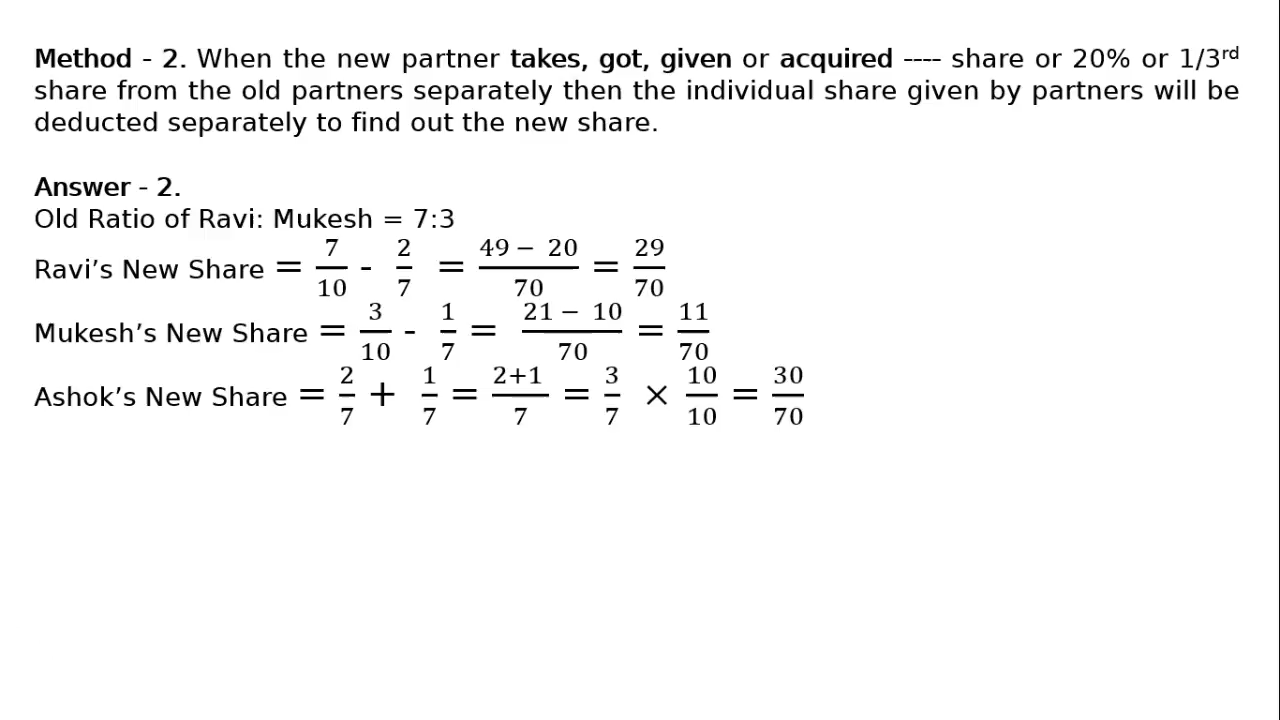 Method - 2. When the new partner takes, got, given or acquired ---- share or 20% or 1/3rd
share from the old partners separately then the individual share given by partners will be
deducted separately to find out the new share.
Answer - 2.
Old Ratio of Ravi: Mukesh = 7:3
Ravi’s New Share = 7/10 - 2/7 = 49 − 20/70 = 29/70
Mukesh’s New Share = 3/10 - 1/7 = 21 − 10/70 = 11/70
Ashok’s New Share = 2/7 + 1/7 = 2+1/7 = 3/7 × 10/10 = 30/70